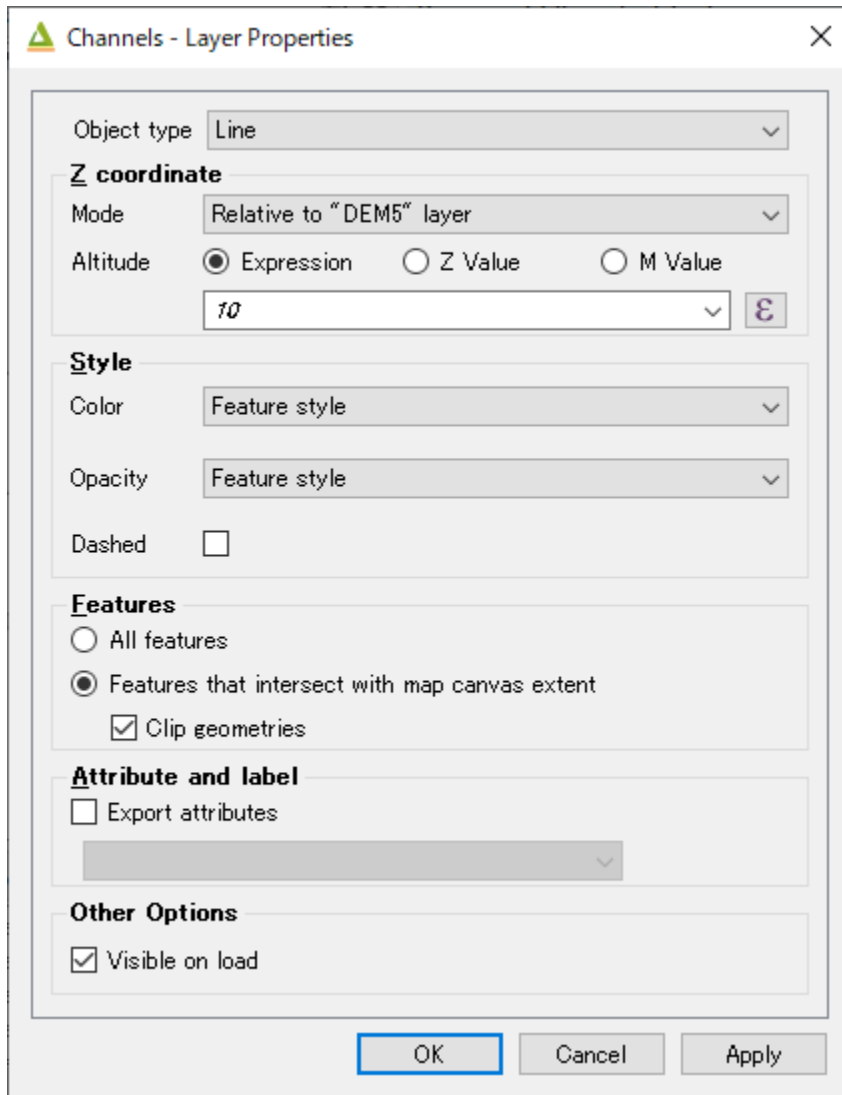 Channels - Layer Properties
Object type Line
Z coordinate
Mode Relative to "DEM5" layer
Altitude Expression Z Value M Value
10 ε
Style
Color Feature style
Opacity Feature style
Dashed
Features
All features
Features that intersect with map canvas extent
Clip geometries
Attribute and label
Export attributes
Other Options
Visible on load
OK Cancel Apply